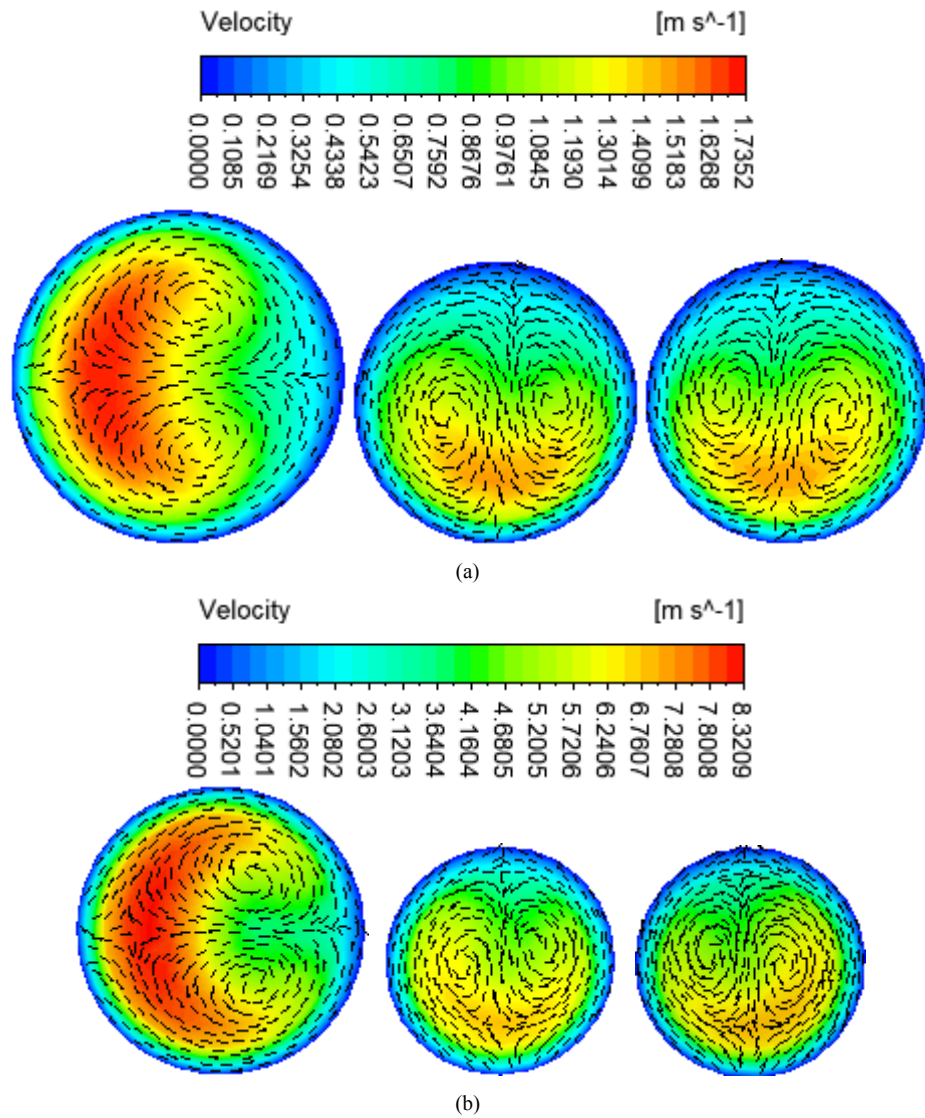 Velocity [m s^-1]
0.0000 0.1085 0.2169 0.3254 0.4338 0.5423 0.6507 0.7592 0.8676 0.9761 1.0845 1.1930 1.3014 1.4099 1.5183 1.6268 1.7352
(a)
Velocity [m s^-1]
0.0000 0.5201 1.0401 1.5602 2.0802 2.6003 3.1203 3.6404 4.1604 4.6805 5.2005 5.7206 6.2406 6.7607 7.2808 7.8008 8.3209
(b)